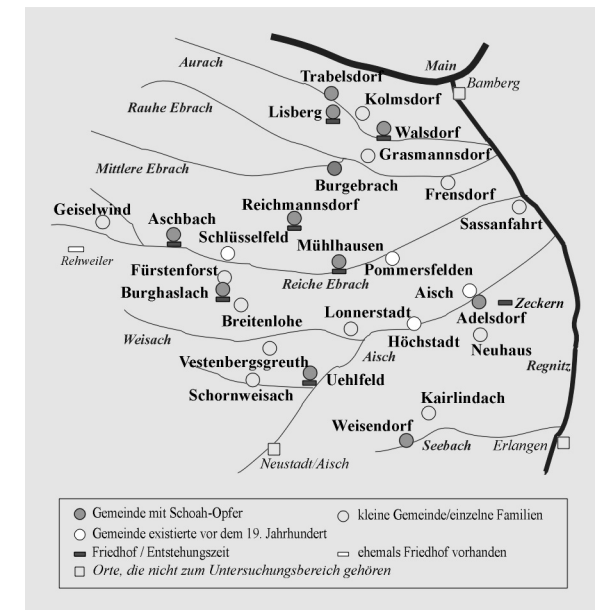 Aurach
Main
Trabelsdorf
Bamberg
Rauhe Ebrach
Lisberg
Kolmsdorf
Walsdorf
Mittlere Ebrach
Grasmannsdorf
Burgebrach
Frensdorf
Geiselwind
Reichmannsdorf
Aschbach
Sassanfahrt
Schlüsselfeld
Mühlhausen
Rehweiler
Pommersfelden
Fürstenforst
Reiche Ebrach
Burghaslach
Aisch
Zeckern
Breitenlohe
Lonnerstadt
Adelsdorf
Weisach
Höchstadt
Neuhaus
Aisch
Vestenbergsgreuth
Regnitz
Uehlfeld
Schornweisach
Kairlindach
Weisendorf
Seebach
Erlangen
Neustadt/Aisch
Gemeinde mit Schoah-Opfer
kleine Gemeinde/einzelne Familien
Gemeinde existierte vor dem 19. Jahrhundert
Friedhof / Entstehungszeit
ehemals Friedhof vorhanden
Orte, die nicht zum Untersuchungsbereich gehören